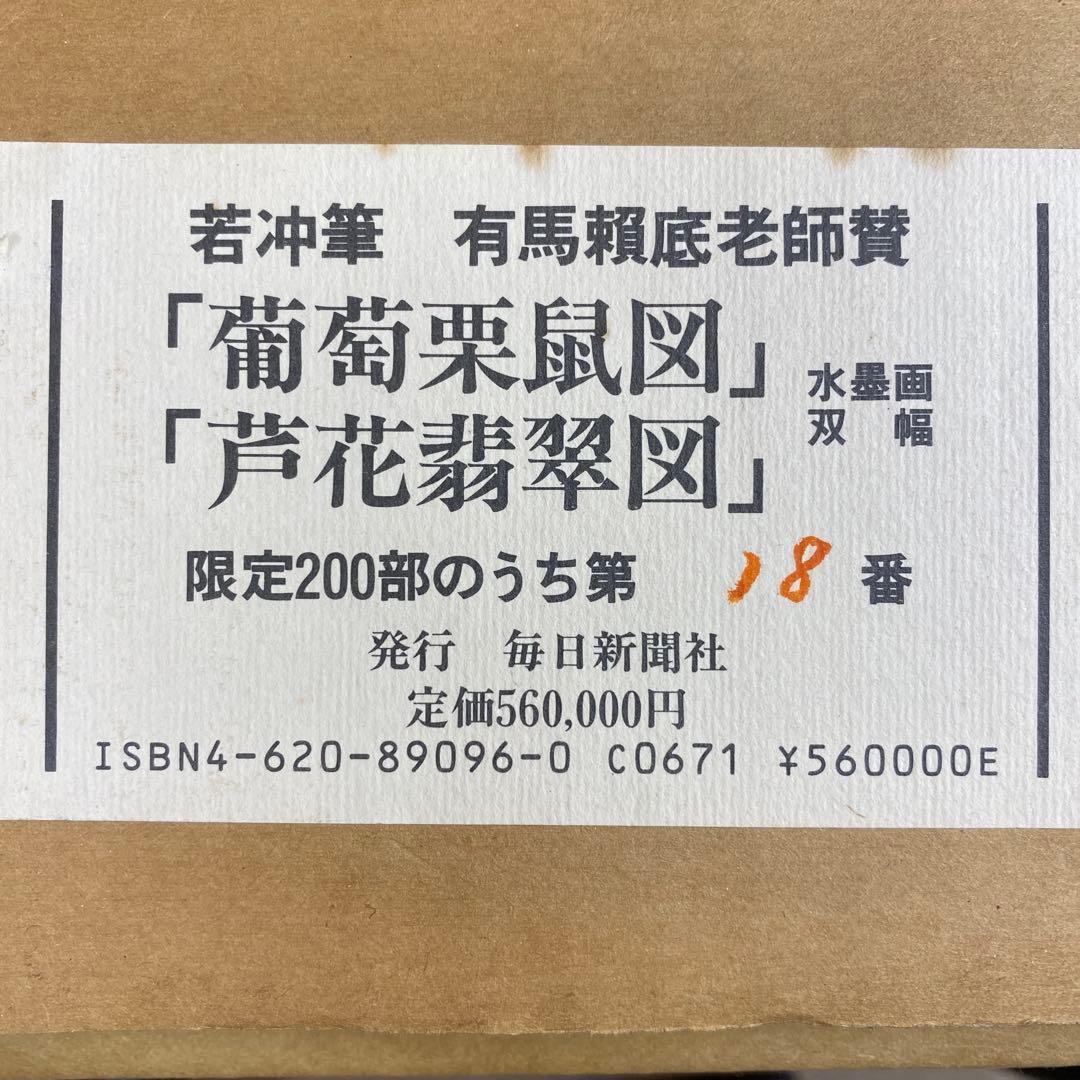 若冲筆　有馬賴底老師賛
「葡萄栗鼠図」
「芦花翡翠図」
水墨画
双　幅
限定200部のうち第 18 番
発行　毎日新聞社
定価560,000円
ISBN4-620-89096-0 C0671 ¥560000E